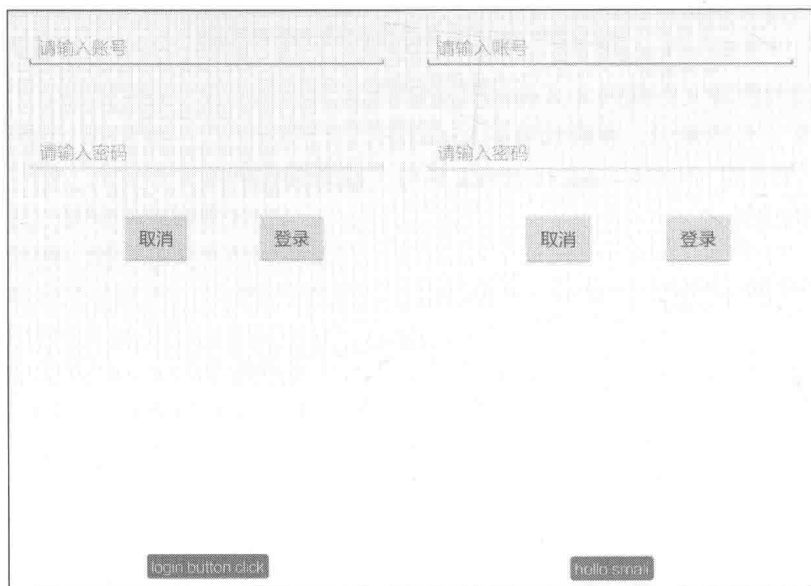 请输入账号
请输入密码
取消 登录
login button click
请输入账号
请输入密码
取消 登录
hello smali